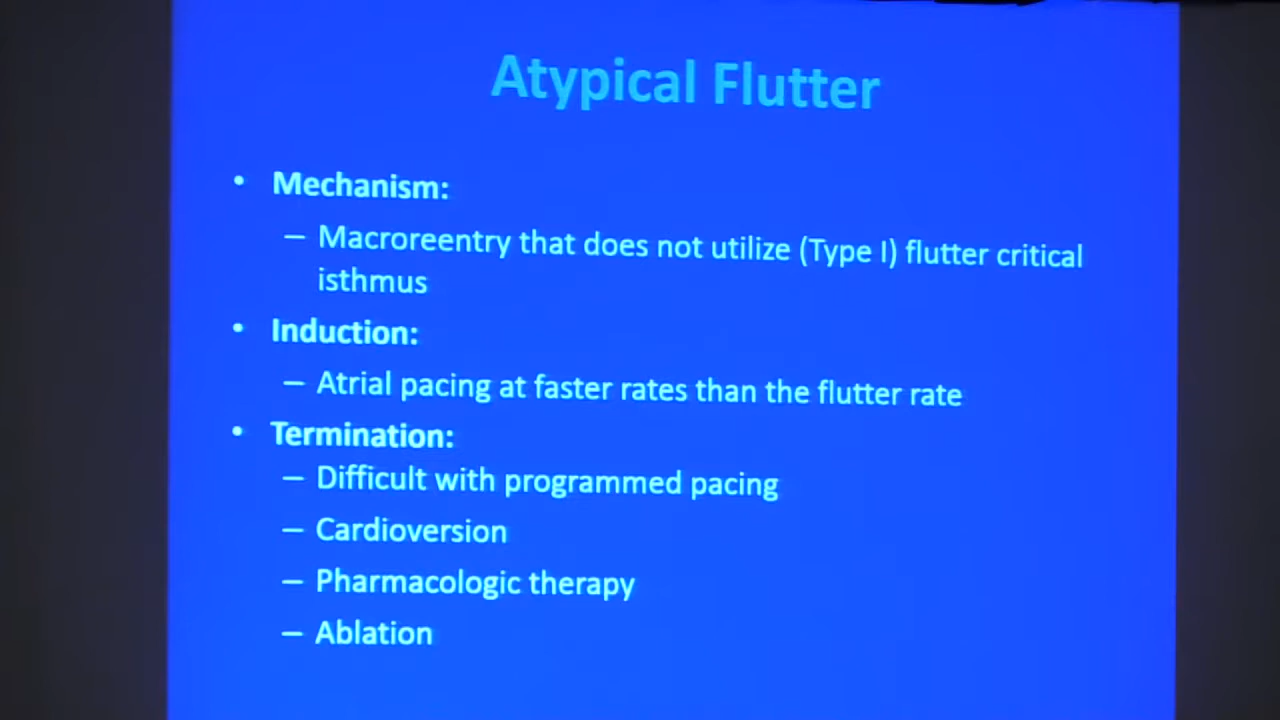 Atypical Flutter
• Mechanism:
– Macroreentry that does not utilize (Type I) flutter critical
isthmus
• Induction:
– Atrial pacing at faster rates than the flutter rate
• Termination:
– Difficult with programmed pacing
– Cardioversion
– Pharmacologic therapy
– Ablation